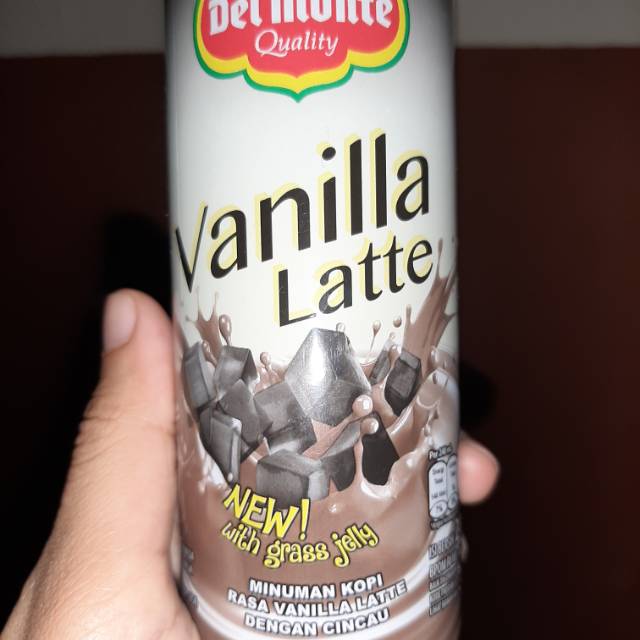 Del Monte
Quality
Vanilla
Latte
NEW!
with grass jelly
MINUMAN KOPI
RASA VANILLA LATTE
DENGAN CINCAU